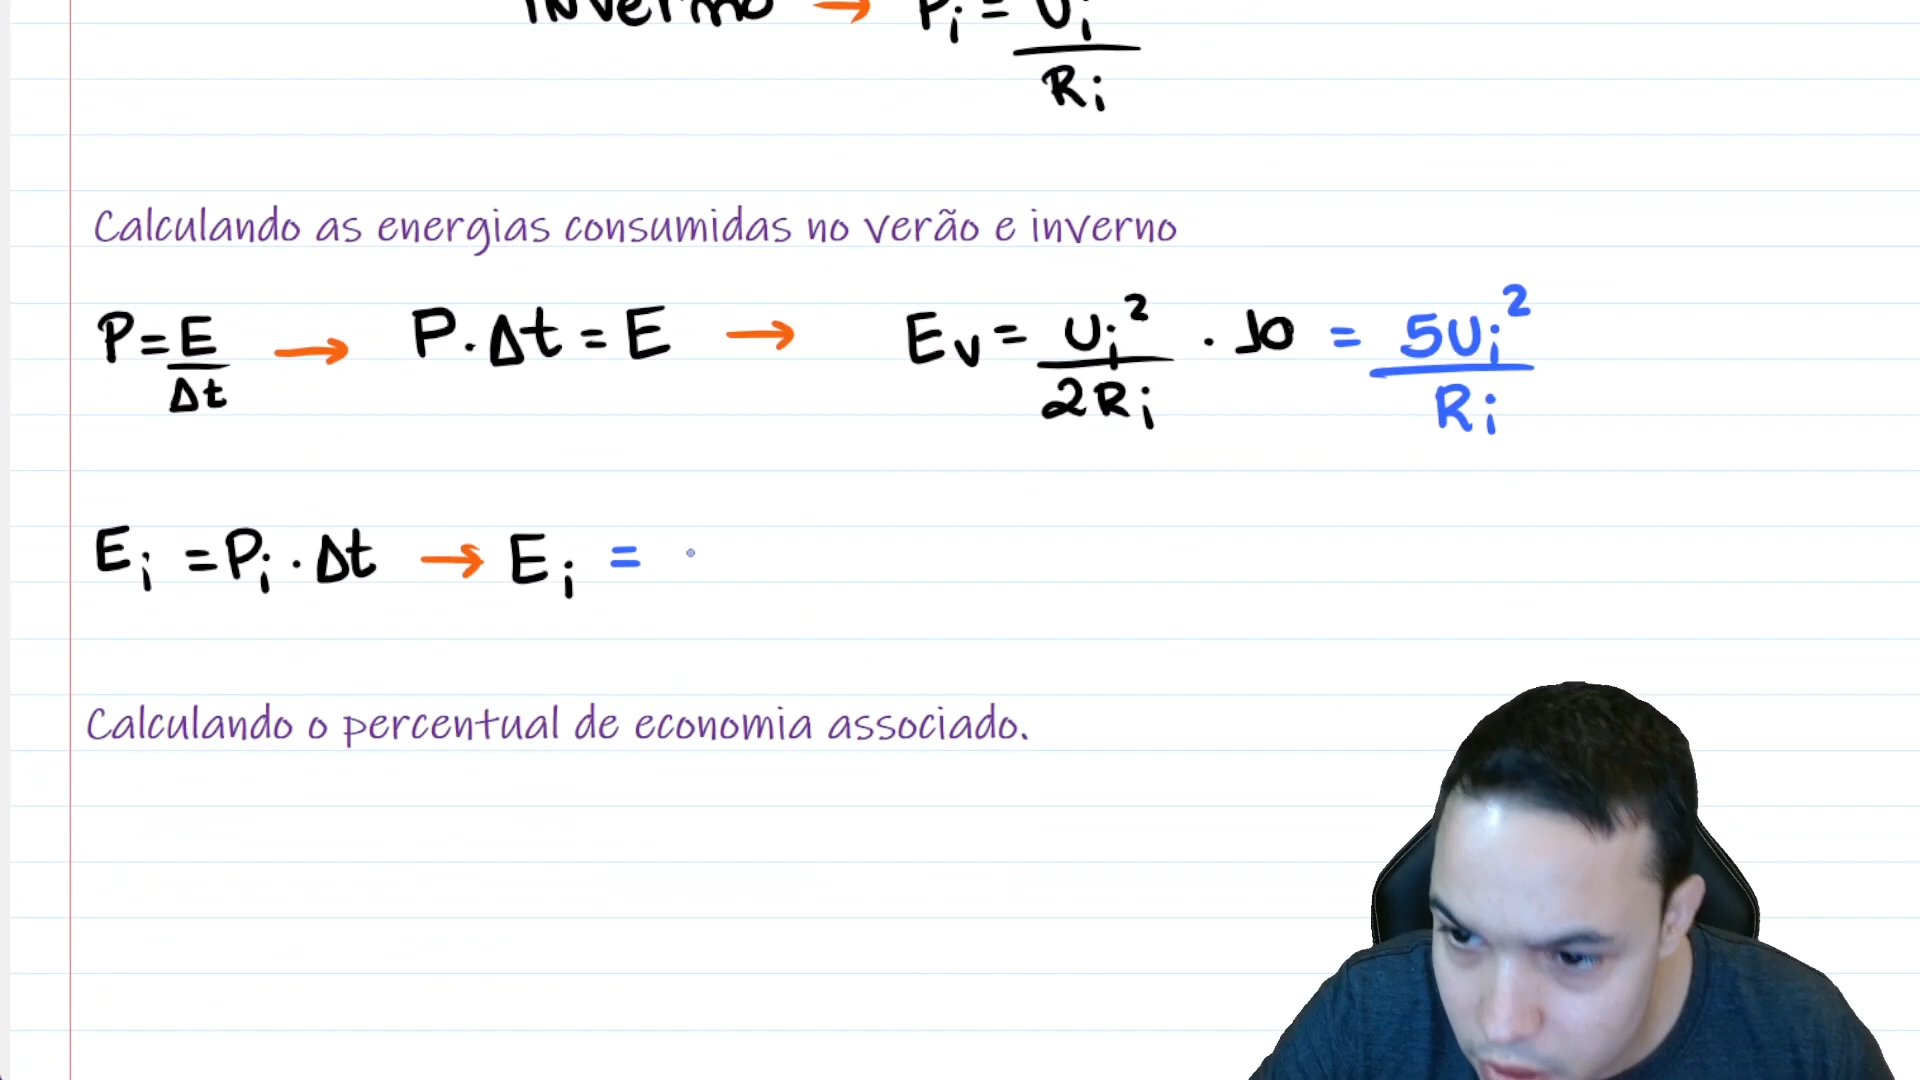 inverno → Pᵢ = Uᵢ / Rᵢ
Calculando as energias consumidas no verão e inverno
P = E / Δt → P · Δt = E → Eᵥ = Uᵢ² / 2Rᵢ · 10 = 5Uᵢ² / Rᵢ
Eᵢ = Pᵢ · Δt → Eᵢ =
Calculando o percentual de economia associado.